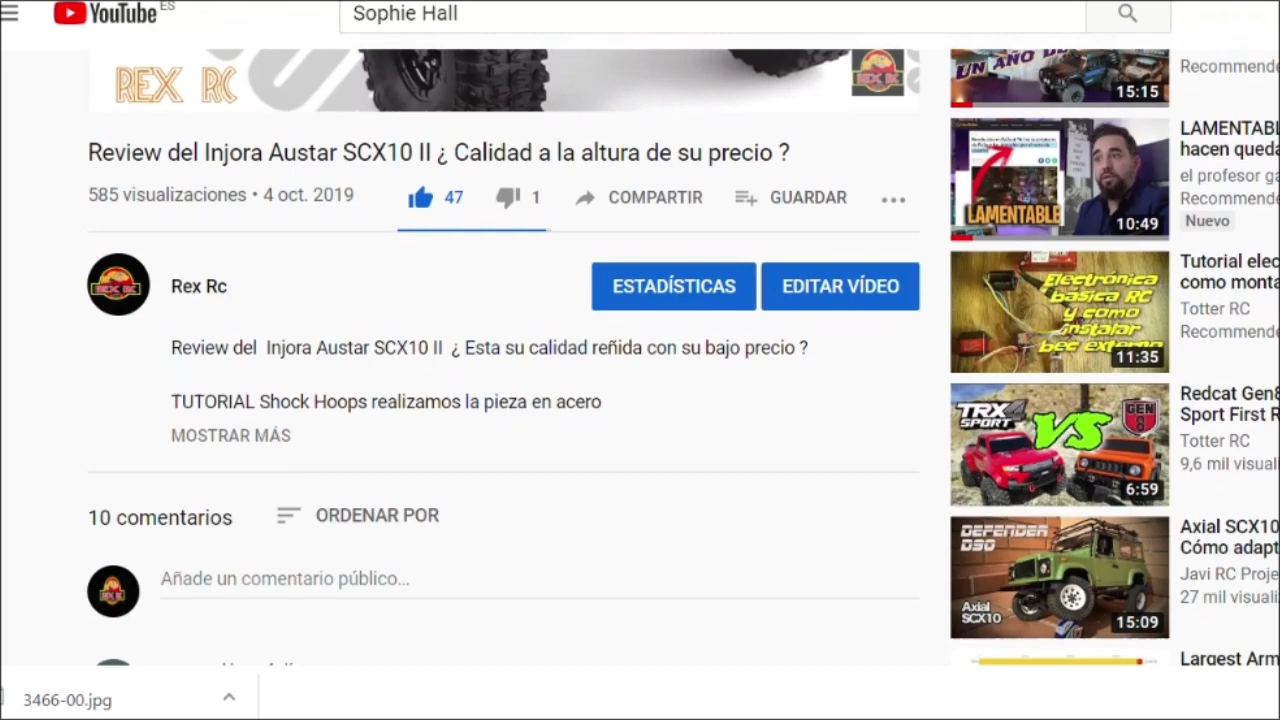 YouTube ES
Sophie Hall
REX RC
REX RC
Review del Injora Austar SCX10 II ¿ Calidad a la altura de su precio ?
585 visualizaciones • 4 oct. 2019
47
1
COMPARTIR
GUARDAR
Rex Rc
ESTADÍSTICAS
EDITAR VÍDEO
Review del Injora Austar SCX10 II ¿ Esta su calidad reñida con su bajo precio ?
TUTORIAL Shock Hoops realizamos la pieza en acero
MOSTRAR MÁS
10 comentarios
ORDENAR POR
Añade un comentario público...
3466-00.jpg
UN AÑO DE
15:15
Recommende
LAMENTABLE
10:49
LAMENTABL
hacen queda
el profesor ga
Recommende
Nuevo
Electrónica
basica RC
y como
instalar
bec externo
11:35
Tutorial elec
como monta
Totter RC
Recommende
TRX4
SPORT
VS
GEN
8
6:59
Redcat Gen8
Sport First R
Totter RC
9,6 mil visuali
DEFENDER
D90
Axial
SCX10
15:09
Axial SCX10
Cómo adapt
Javi RC Proje
27 mil visuali
Largest Arm